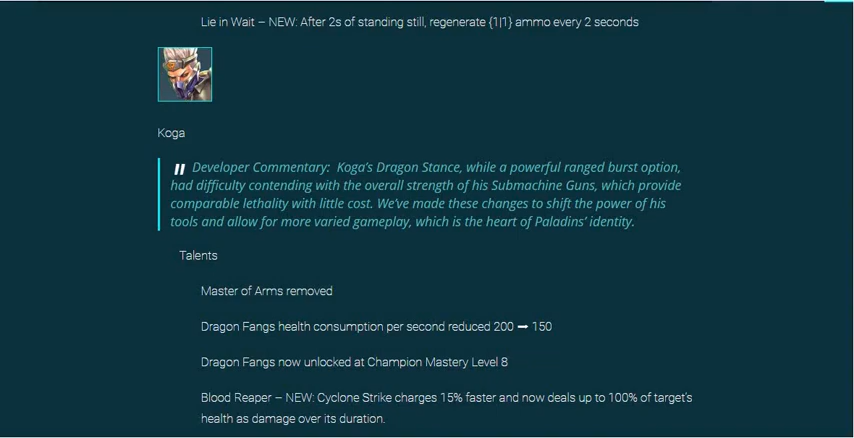 Lie in Wait – NEW: After 2s of standing still, regenerate {1|1} ammo every 2 seconds
Koga
" Developer Commentary: Koga's Dragon Stance, while a powerful ranged burst option,
had difficulty contending with the overall strength of his Submachine Guns, which provide
comparable lethality with little cost. We've made these changes to shift the power of his
tools and allow for more varied gameplay, which is the heart of Paladins' identity.
Talents
Master of Arms removed
Dragon Fangs health consumption per second reduced 200 ➞ 150
Dragon Fangs now unlocked at Champion Mastery Level 8
Blood Reaper – NEW: Cyclone Strike charges 15% faster and now deals up to 100% of target's
health as damage over its duration.